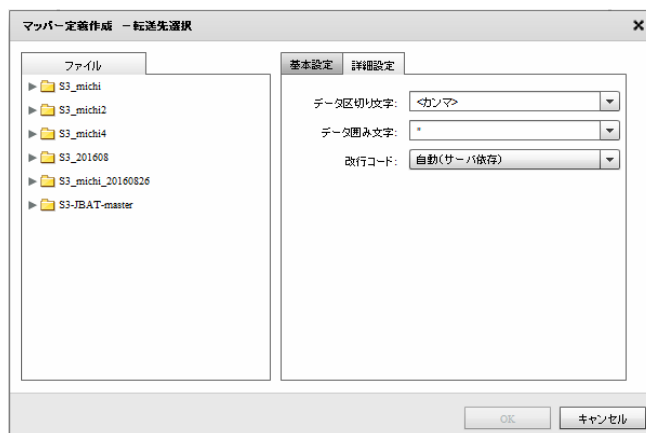 マッパー定義作成 －転送先選択
ファイル
S3_michi
S3_michi2
S3_michi4
S3_201608
S3_michi_20160826
S3-JBAT-master
基本設定 詳細設定
データ区切り文字: <カンマ>
データ囲み文字: "
改行コード: 自動(サーバ依存)
OK キャンセル